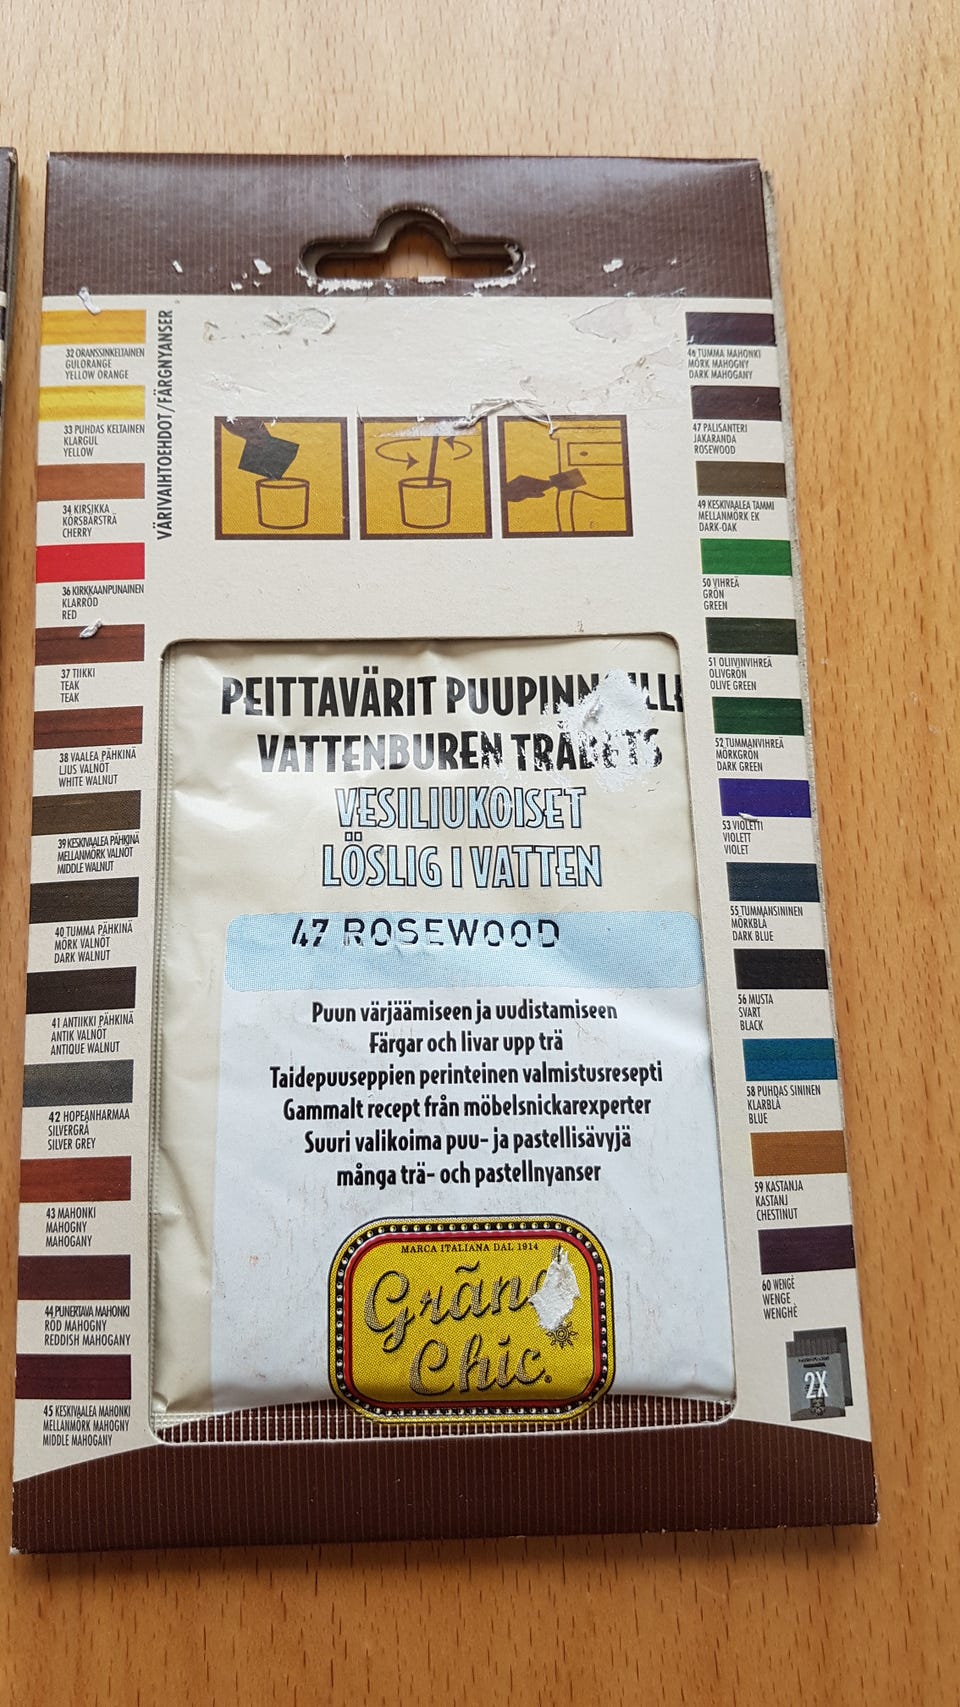 VÄRIVAIHTOEHDOT/FÄRGNYANSER
32 ORANSSINKELTAINEN
GULORANGE
YELLOW ORANGE
33 PUHDAS KELTAINEN
KLARGUL
YELLOW
34 KIRSIKKA
KÖRSBÄRSTRÄ
CHERRY
36 KIRKKAANPUNAINEN
KLARRÖD
RED
37 TIIKKI
TEAK
TEAK
38 VAALEA PÄHKINÄ
LJUS VALNÖT
WHITE WALNUT
39 KESKIVAALEA PÄHKINÄ
MELLANMÖRK VALNÖT
MIDDLE WALNUT
40 TUMMA PÄHKINÄ
MÖRK VALNÖT
DARK WALNUT
41 ANTIIKKI PÄHKINÄ
ANTIK VALNÖT
ANTIQUE WALNUT
42 HOPEANHARMAA
SILVERGRÅ
SILVER GREY
43 MAHONKI
MAHOGNY
MAHOGANY
44 PUNERTAVA MAHONKI
RÖD MAHOGNY
REDDISH MAHOGANY
45 KESKIVAALEA MAHONKI
MELLANMÖRK MAHOGNY
MIDDLE MAHOGANY
PEITTAVÄRIT
VATTENBUREN TRÄBETS
VESILIUKOISET
LÖSLIG I VATTEN
47 ROSEWOOD
Puun värjäämiseen ja uudistamiseen
Färgar och livar upp trä
Taidepuuseppien perinteinen valmistusresepti
Gammalt recept från möbelsnickarexperter
Suuri valikoima puu- ja pastellisävyjä
många trä- och pastellnyanser
MARCA ITALIANA DAL 1914
Grãnd
Chic®
46 TUMMA MAHONKI
MÖRK MAHOGNY
DARK MAHOGANY
47 PALISANTERI
JAKARANDA
ROSEWOOD
49 KESKIVAALEA TAMMI
MELLANMÖRK EK
DARK-OAK
50 VIHREÄ
GRÖN
GREEN
51 OLIIVINVIHREÄ
OLIVGRÖN
OLIVE GREEN
52 TUMMANVIHREÄ
MÖRKGRÖN
DARK GREEN
53 VIOLETTI
VIOLETT
VIOLET
55 TUMMANSININEN
MÖRKBLÅ
DARK BLUE
56 MUSTA
SVART
BLACK
58 PUHDAS SININEN
KLARBLÅ
BLUE
59 KASTANJA
KASTANJ
CHESTINUT
60 WENGÈ
WENGE
WENGHÈ
2X